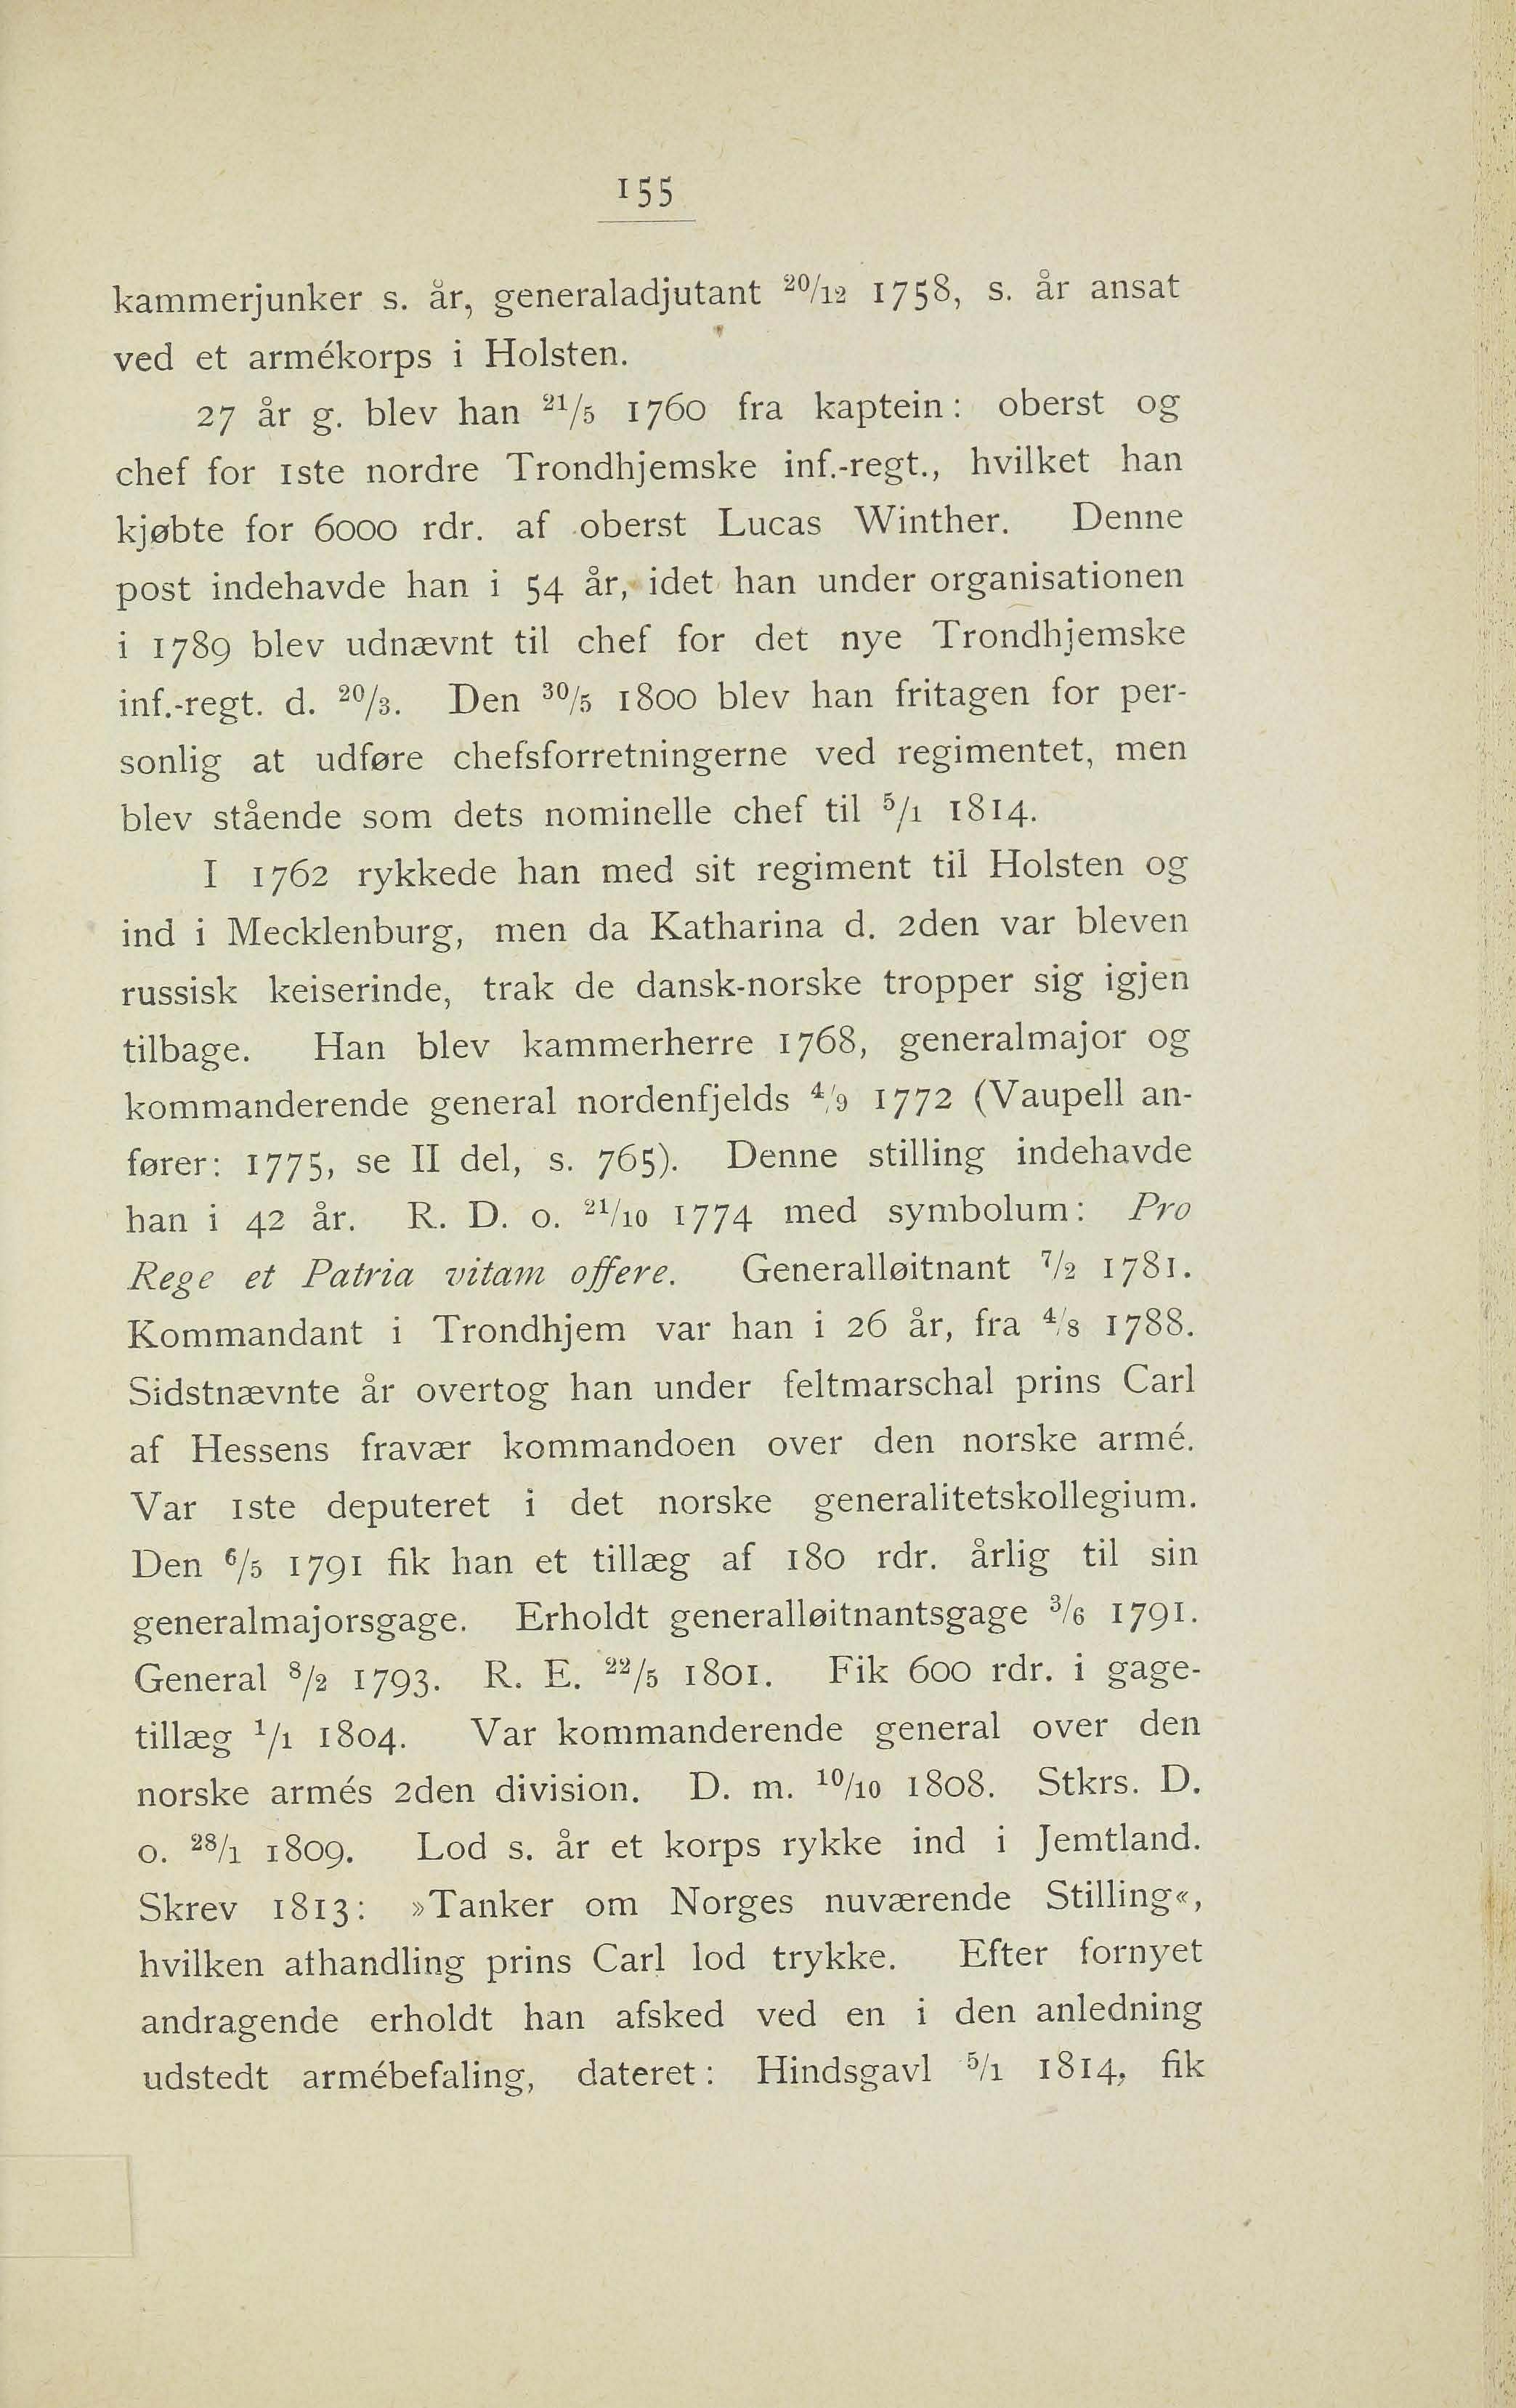 155
kammerjunker s. år, generaladjutant 20/12 1758, s. år ansat
ved et armékorps i Holsten.
27 år g. blev han 21/5 1760 fra kaptein: oberst og
chef for 1ste nordre Trondhjemske inf.-regt., hvilket han
kjøbte for 6000 rdr. af oberst Lucas Winther. Denne
post indehavde han i 54 år, idet han under organisationen
i 1789 blev udnævnt til chef for det nye Trondhjemske
inf.-regt. d. 20/3. Den 30/5 1800 blev han fritagen for per-
sonlig at udføre chefsforretningerne ved regimentet, men
blev stående som dets nominelle chef til 5/1 1814.
I 1762 rykkede han med sit regiment til Holsten og
ind i Mecklenburg, men da Katharina d. 2den var bleven
russisk keiserinde, trak de dansk-norske tropper sig igjen
tilbage. Han blev kammerherre 1768, generalmajor og
kommanderende general nordenfjelds 4/9 1772 (Vaupell an-
fører: 1775, se II del, s. 765). Denne stilling indehavde
han i 42 år. R. D. o. 21/10 1774 med symbolum: Pro
Rege et Patria vitam offere. Generalløitnant 7/2 1781.
Kommandant i Trondhjem var han i 26 år, fra 4/8 1788.
Sidstnævnte år overtog han under feltmarschal prins Carl
af Hessens fravær kommandoen over den norske armé.
Var 1ste deputeret i det norske generalitetskollegium.
Den 6/5 1791 fik han et tillæg af 180 rdr. årlig til sin
generalmajorsgage. Erholdt generalløitnantsgage 3/6 1791.
General 8/2 1793. R. E. 22/5 1801. Fik 600 rdr. i gage-
tillæg 1/1 1804. Var kommanderende general over den
norske armés 2den division. D. m. 10/10 1808. Stkrs. D.
o. 28/1 1809. Lod s. år et korps rykke ind i Jemtland.
Skrev 1813: »Tanker om Norges nuværende Stilling«,
hvilken afhandling prins Carl lod trykke. Efter fornyet
andragende erholdt han afsked ved en i den anledning
udstedt armébefaling, dateret: Hindsgavl 5/1 1814, fik